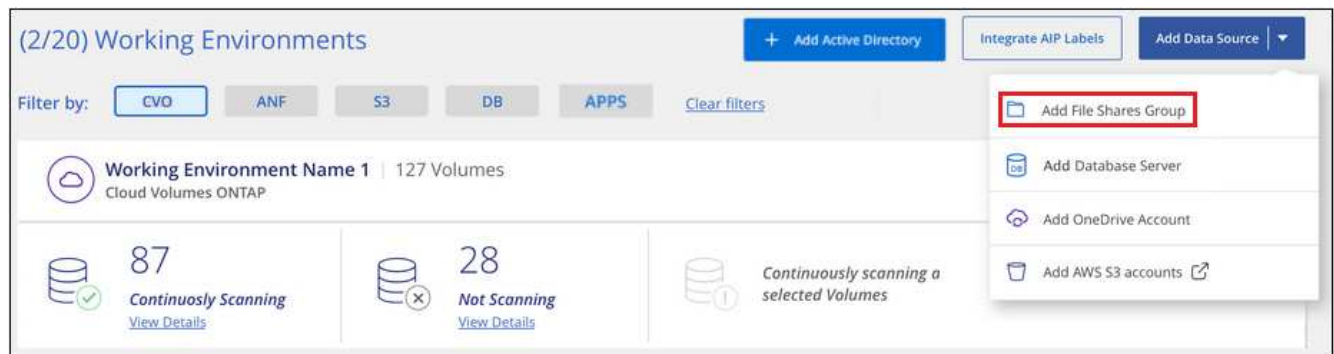 (2/20) Working Environments
+ Add Active Directory
Integrate AIP Labels
Add Data Source
Filter by:
CVO
ANF
S3
DB
APPS
Clear filters
Add File Shares Group
DB
Add Database Server
Add OneDrive Account
Add AWS S3 accounts
Working Environment Name 1 | 127 Volumes
Cloud Volumes ONTAP
87
Continuosly Scanning
View Details
28
Not Scanning
View Details
Continuously scanning a
selected Volumes